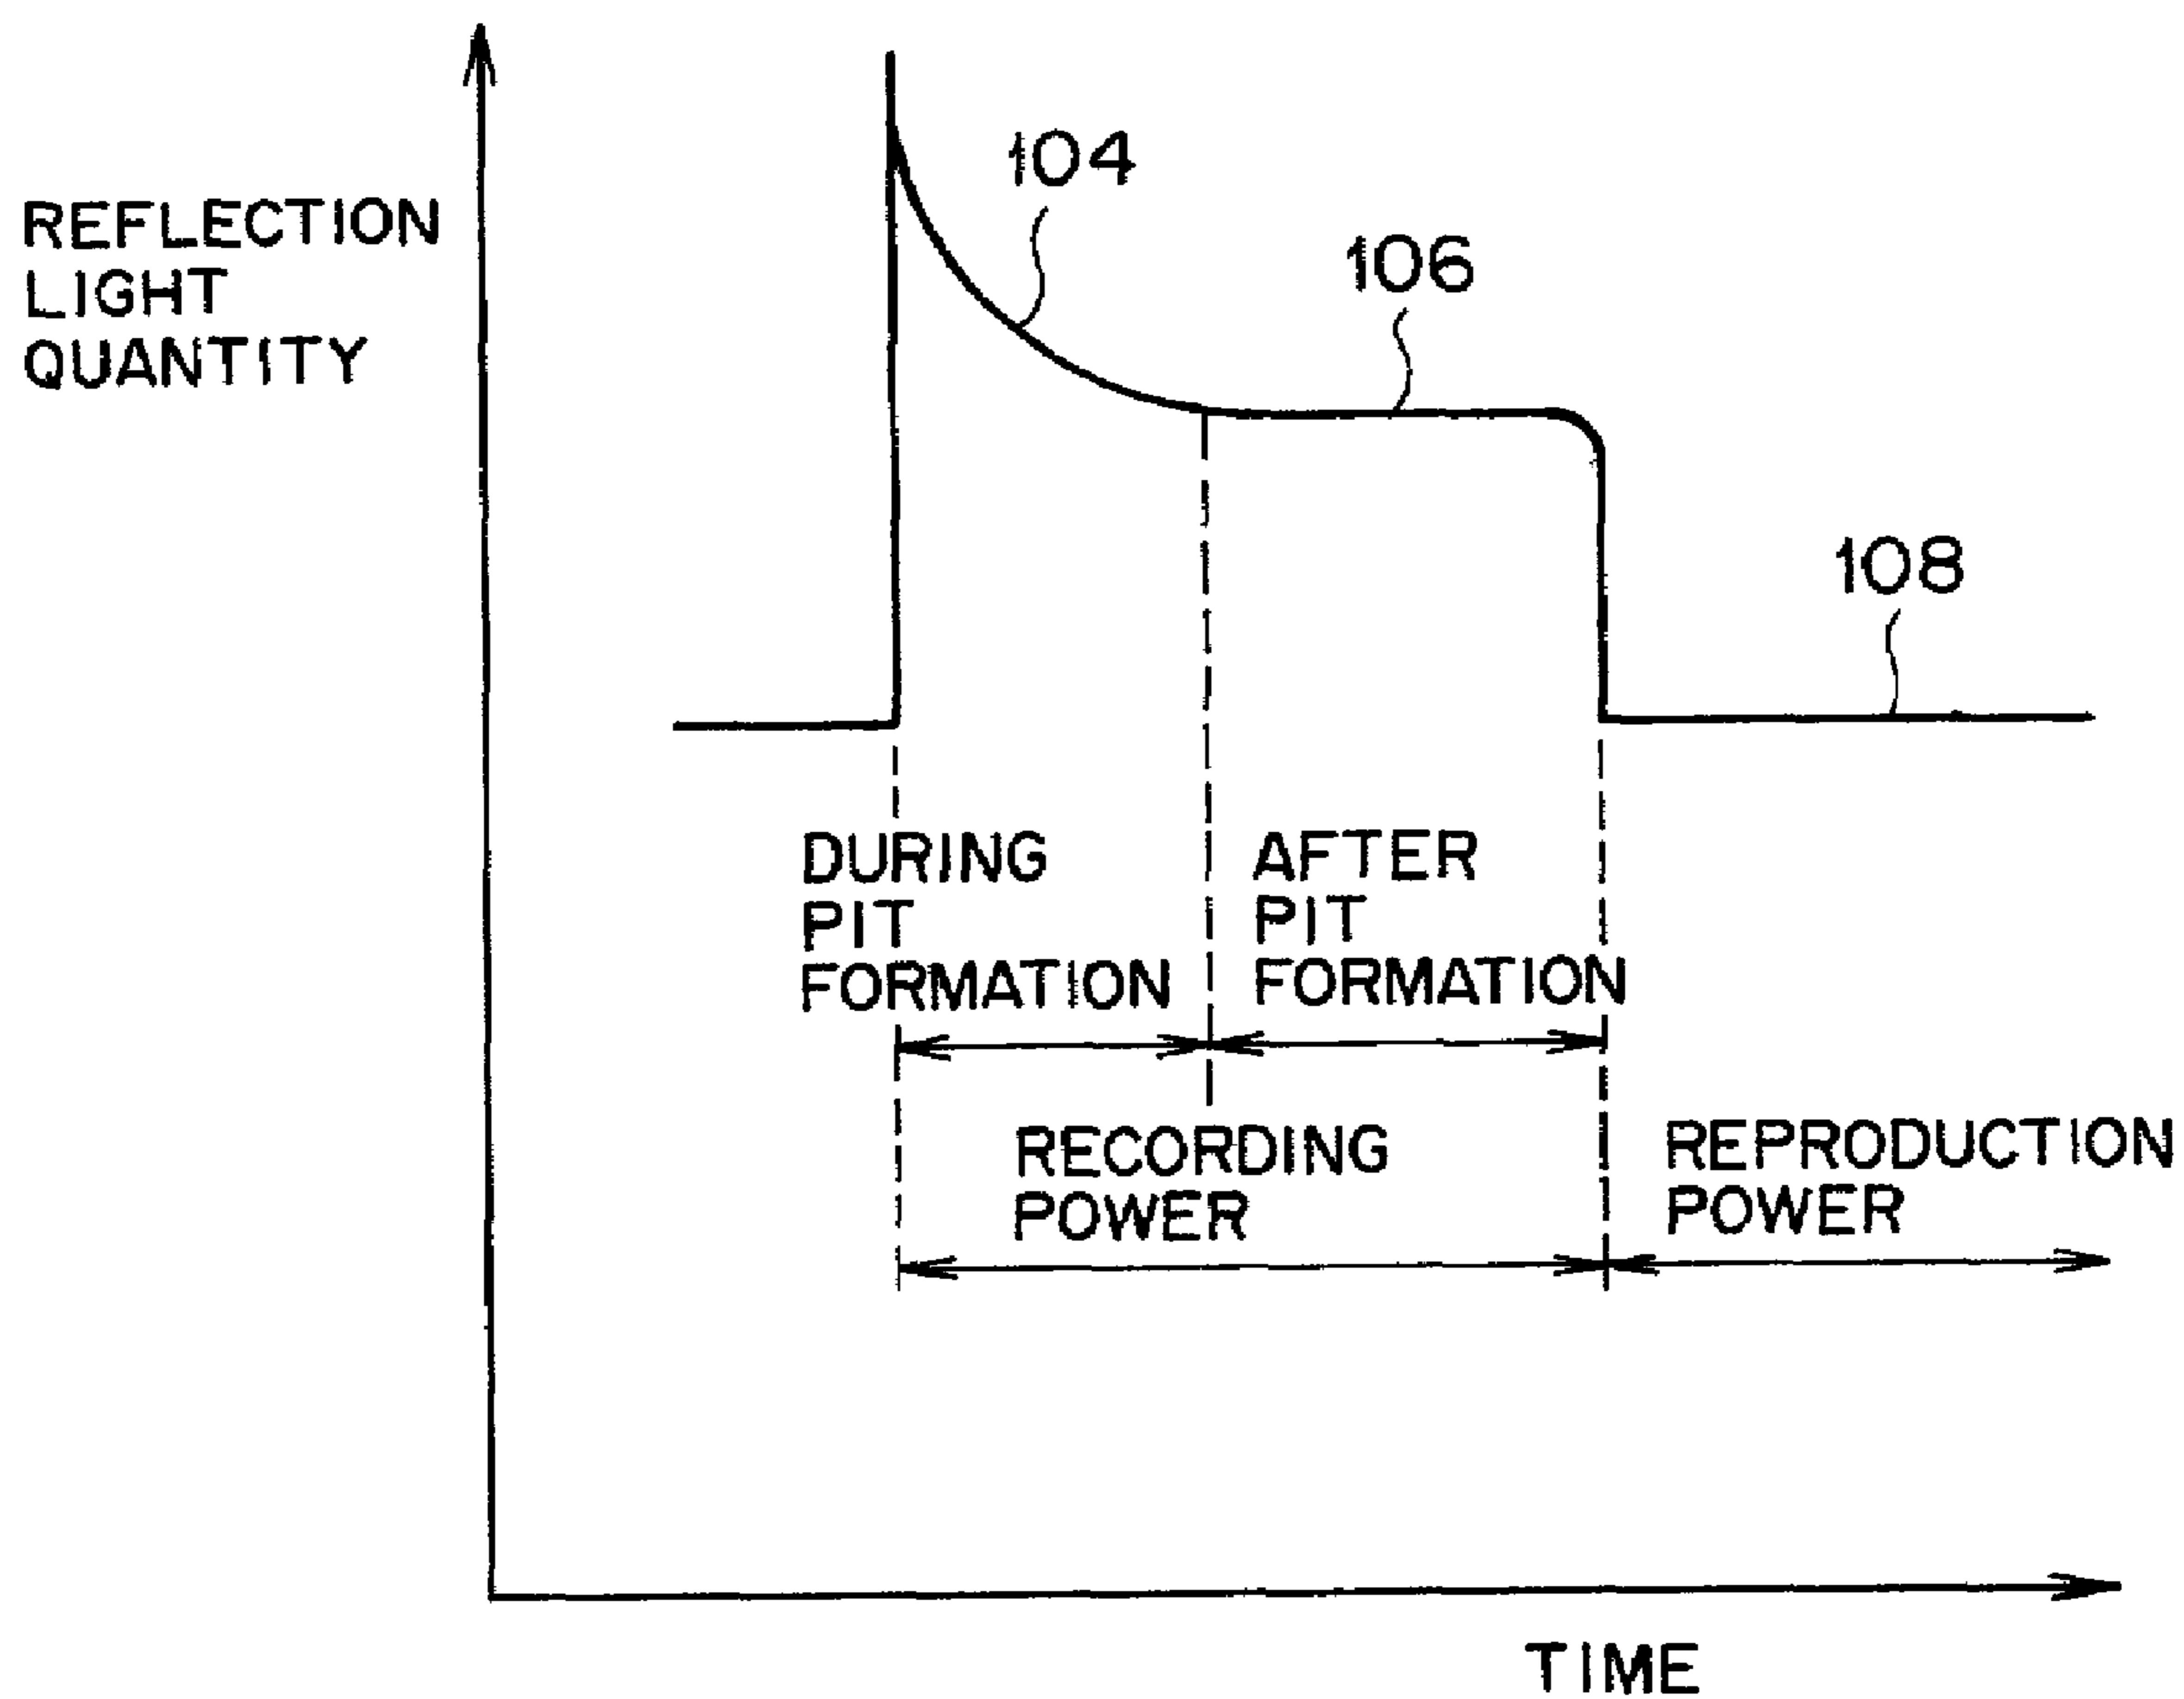 104
REFLECTION
LIGHT
QUANTITY
106
108
DURING
PIT
FORMATION
AFTER
PIT
FORMATION
RECORDING
POWER
REPRODUCTION
POWER
TIME